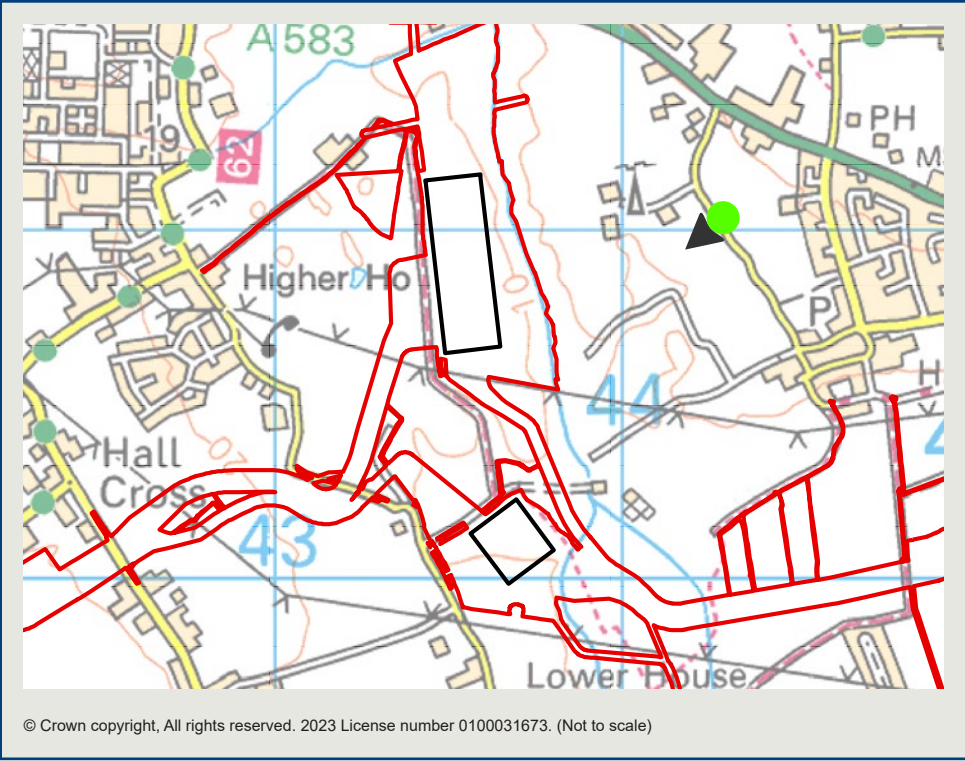 A 583
19
62
PH
M
Higher Ho
P
44
H
Hall
Cross
43
Lower House
© Crown copyright, All rights reserved. 2023 License number 0100031673. (Not to scale)